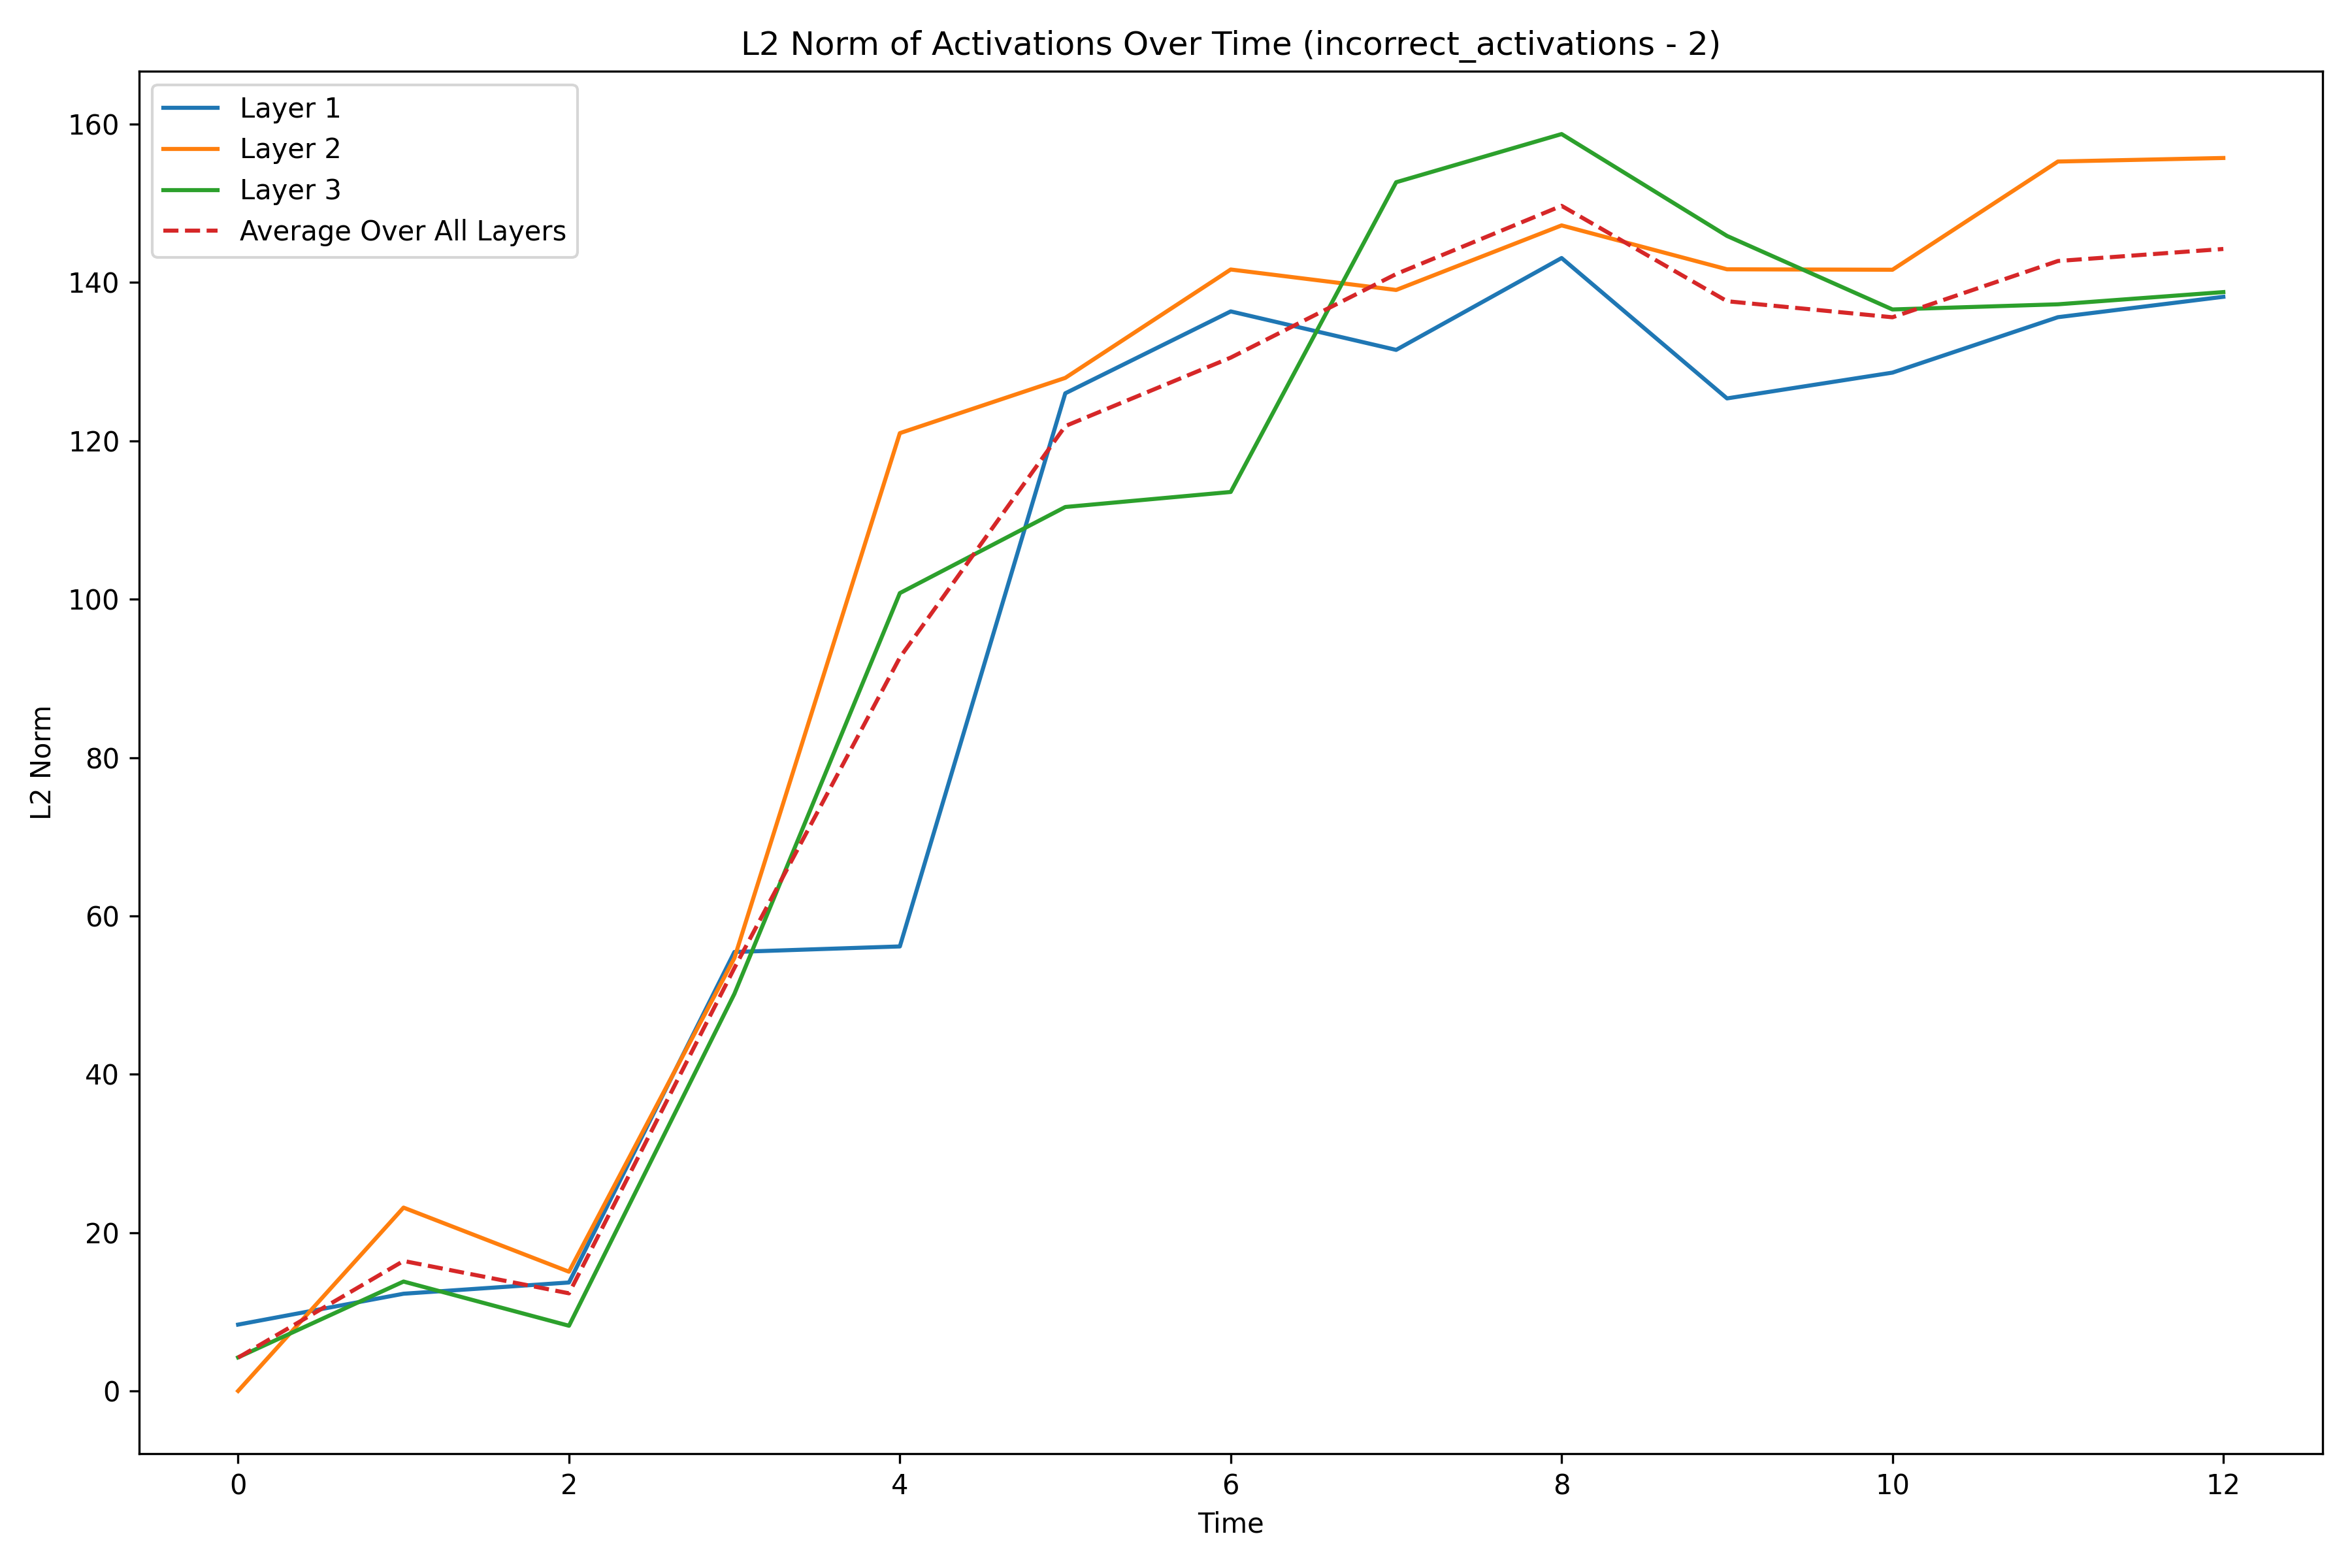 L2 Norm of Activations Over Time (incorrect_activations - 2)
Layer 1
Layer 2
Layer 3
Average Over All Layers
160
140
120
100
80
60
40
20
0
L2 Norm
0 2 4 6 8 10 12
Time